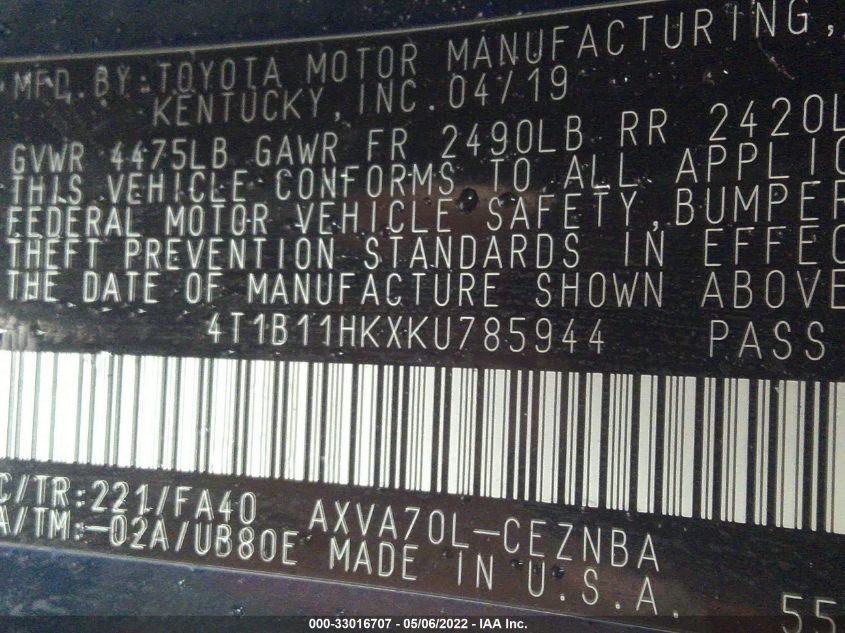 MFD. BY: TOYOTA MOTOR MANUFACTURING,
KENTUCKY, INC. 04/19
GVWR 4475LB GAWR FR 2490LB RR 2420L
THIS VEHICLE CONFORMS TO ALL APPLIC
FEDERAL MOTOR VEHICLE SAFETY, BUMPER
THEFT PREVENTION STANDARDS IN EFFEC
THE DATE OF MANUFACTURE SHOWN ABOVE
4T1B11HKXKU785944 PASS
C/TR:221/FA40 AXVA70L-CEZNBA
A/TM:-02A/UB80E MADE IN U.S.A. 55
000-33016707 - 05/06/2022 - IAA Inc.